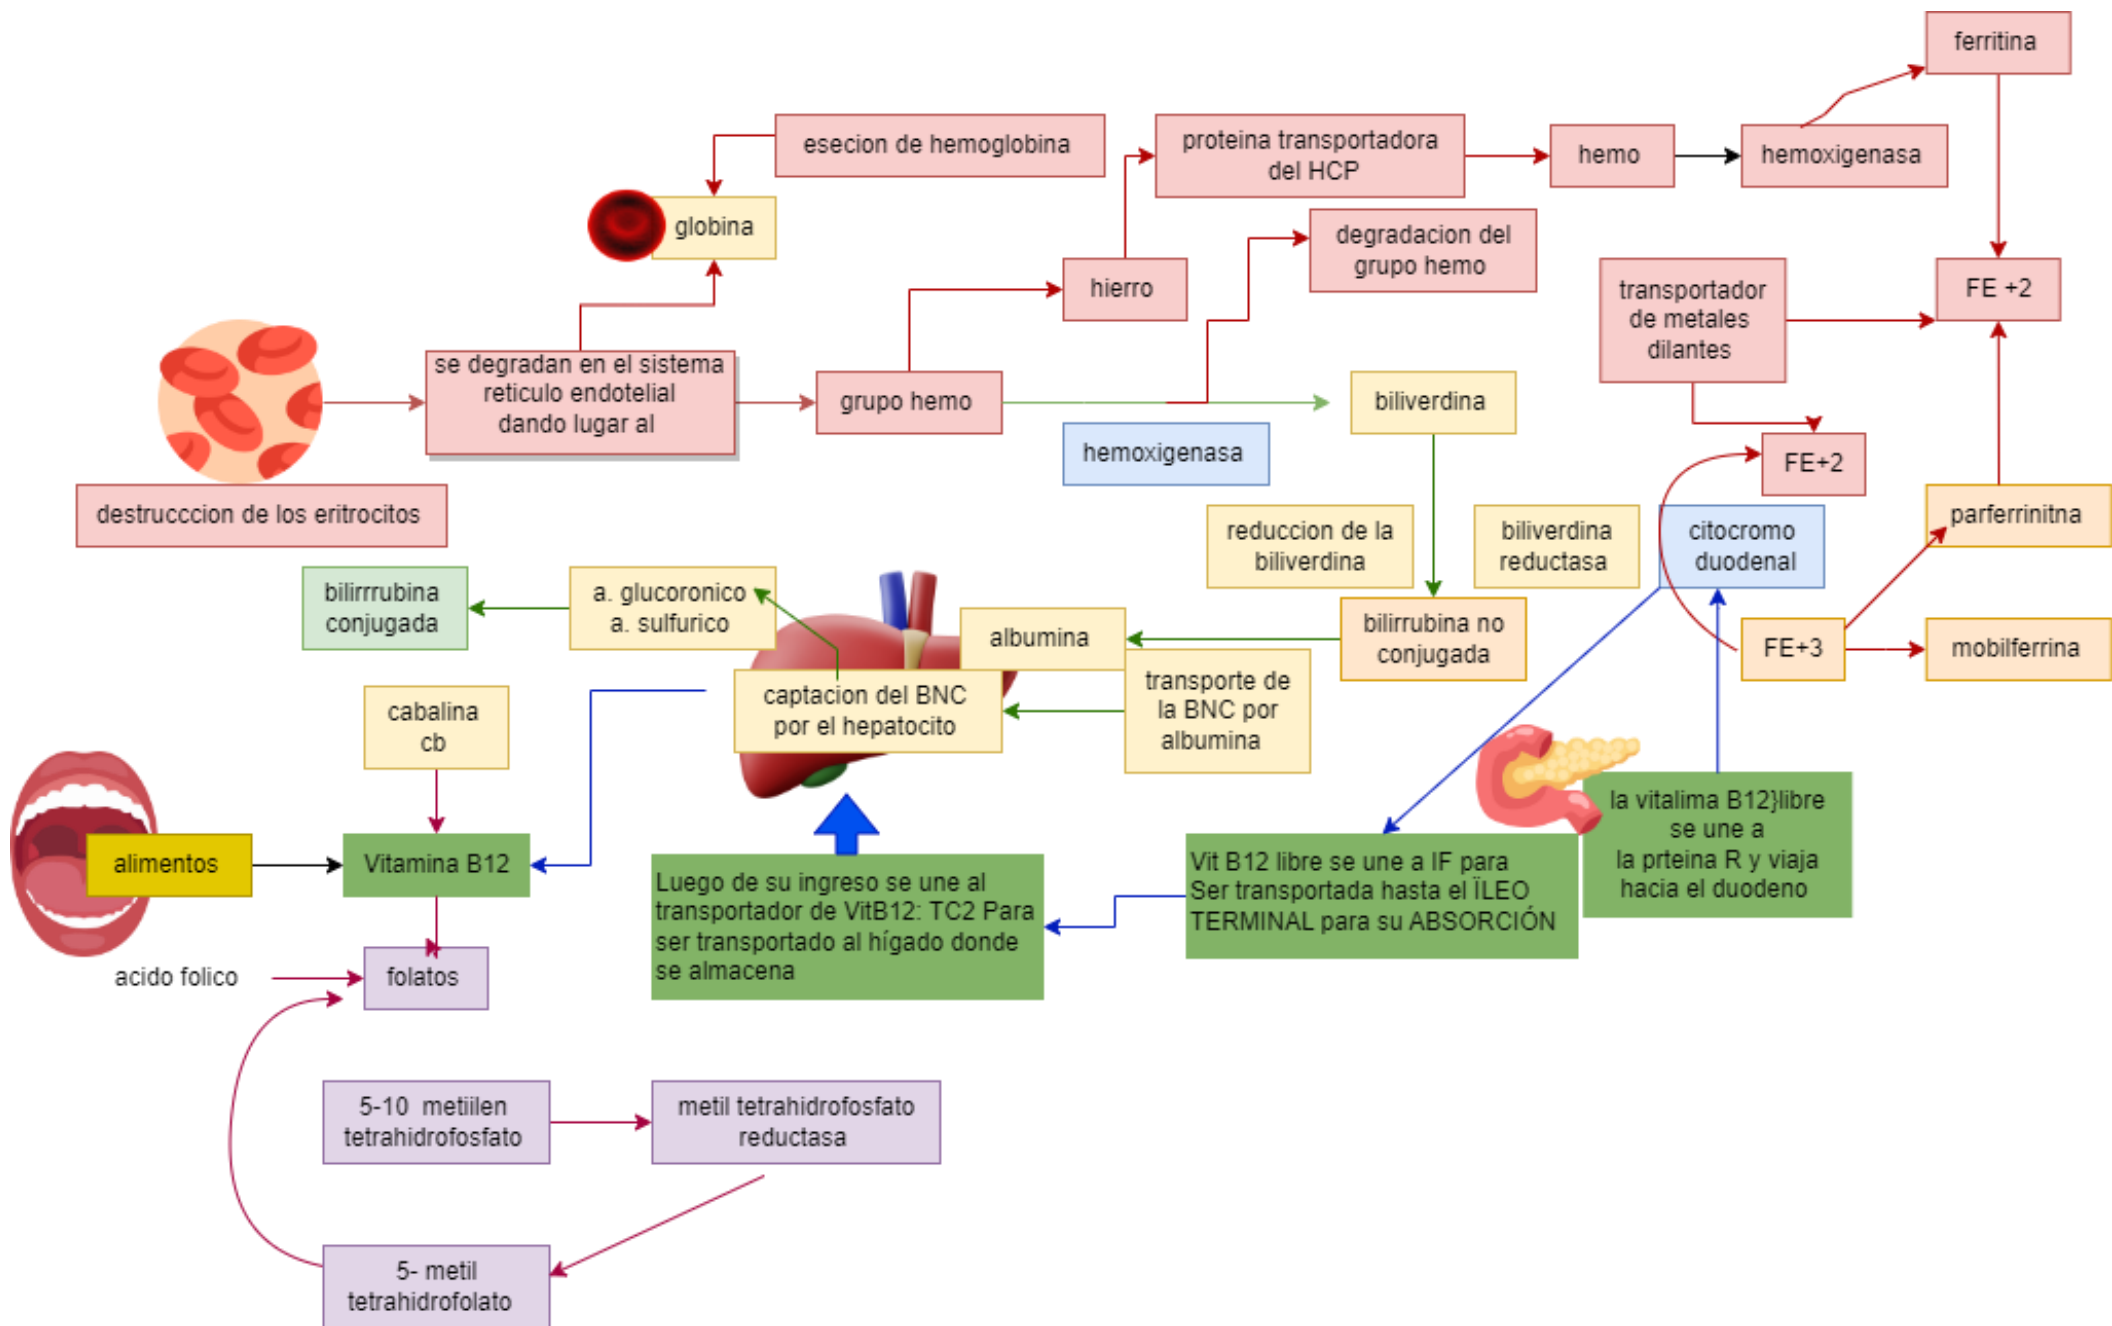 ferritina
esecion de hemoglobina
proteina transportadora
del HCP
hemo
hemoxigenasa
globina
degradacion del
grupo hemo
hierro
transportador
de metales
dilantes
FE +2
se degradan en el sistema
reticulo endotelial
dando lugar al
grupo hemo
biliverdina
hemoxigenasa
FE+2
destrucccion de los eritrocitos
reduccion de la
biliverdina
biliverdina
reductasa
citocromo
duodenal
parferrinitna
bilirrrubina
conjugada
a. glucoronico
a. sulfurico
albumina
bilirrubina no
conjugada
FE+3
mobilferrina
cabalina
cb
captacion del BNC
por el hepatocito
transporte de
la BNC por
albumina
alimentos
Vitamina B12
Luego de su ingreso se une al
transportador de VitB12: TC2 Para
ser transportado al hígado donde
se almacena
Vit B12 libre se une a IF para
Ser transportada hasta el ÏLEO
TERMINAL para su ABSORCIÓN
la vitalima B12}libre
se une a
la prteina R y viaja
hacia el duodeno
acido folico
folatos
5-10 metiilen
tetrahidrofosfato
metil tetrahidrofosfato
reductasa
5- metil
tetrahidrofolato